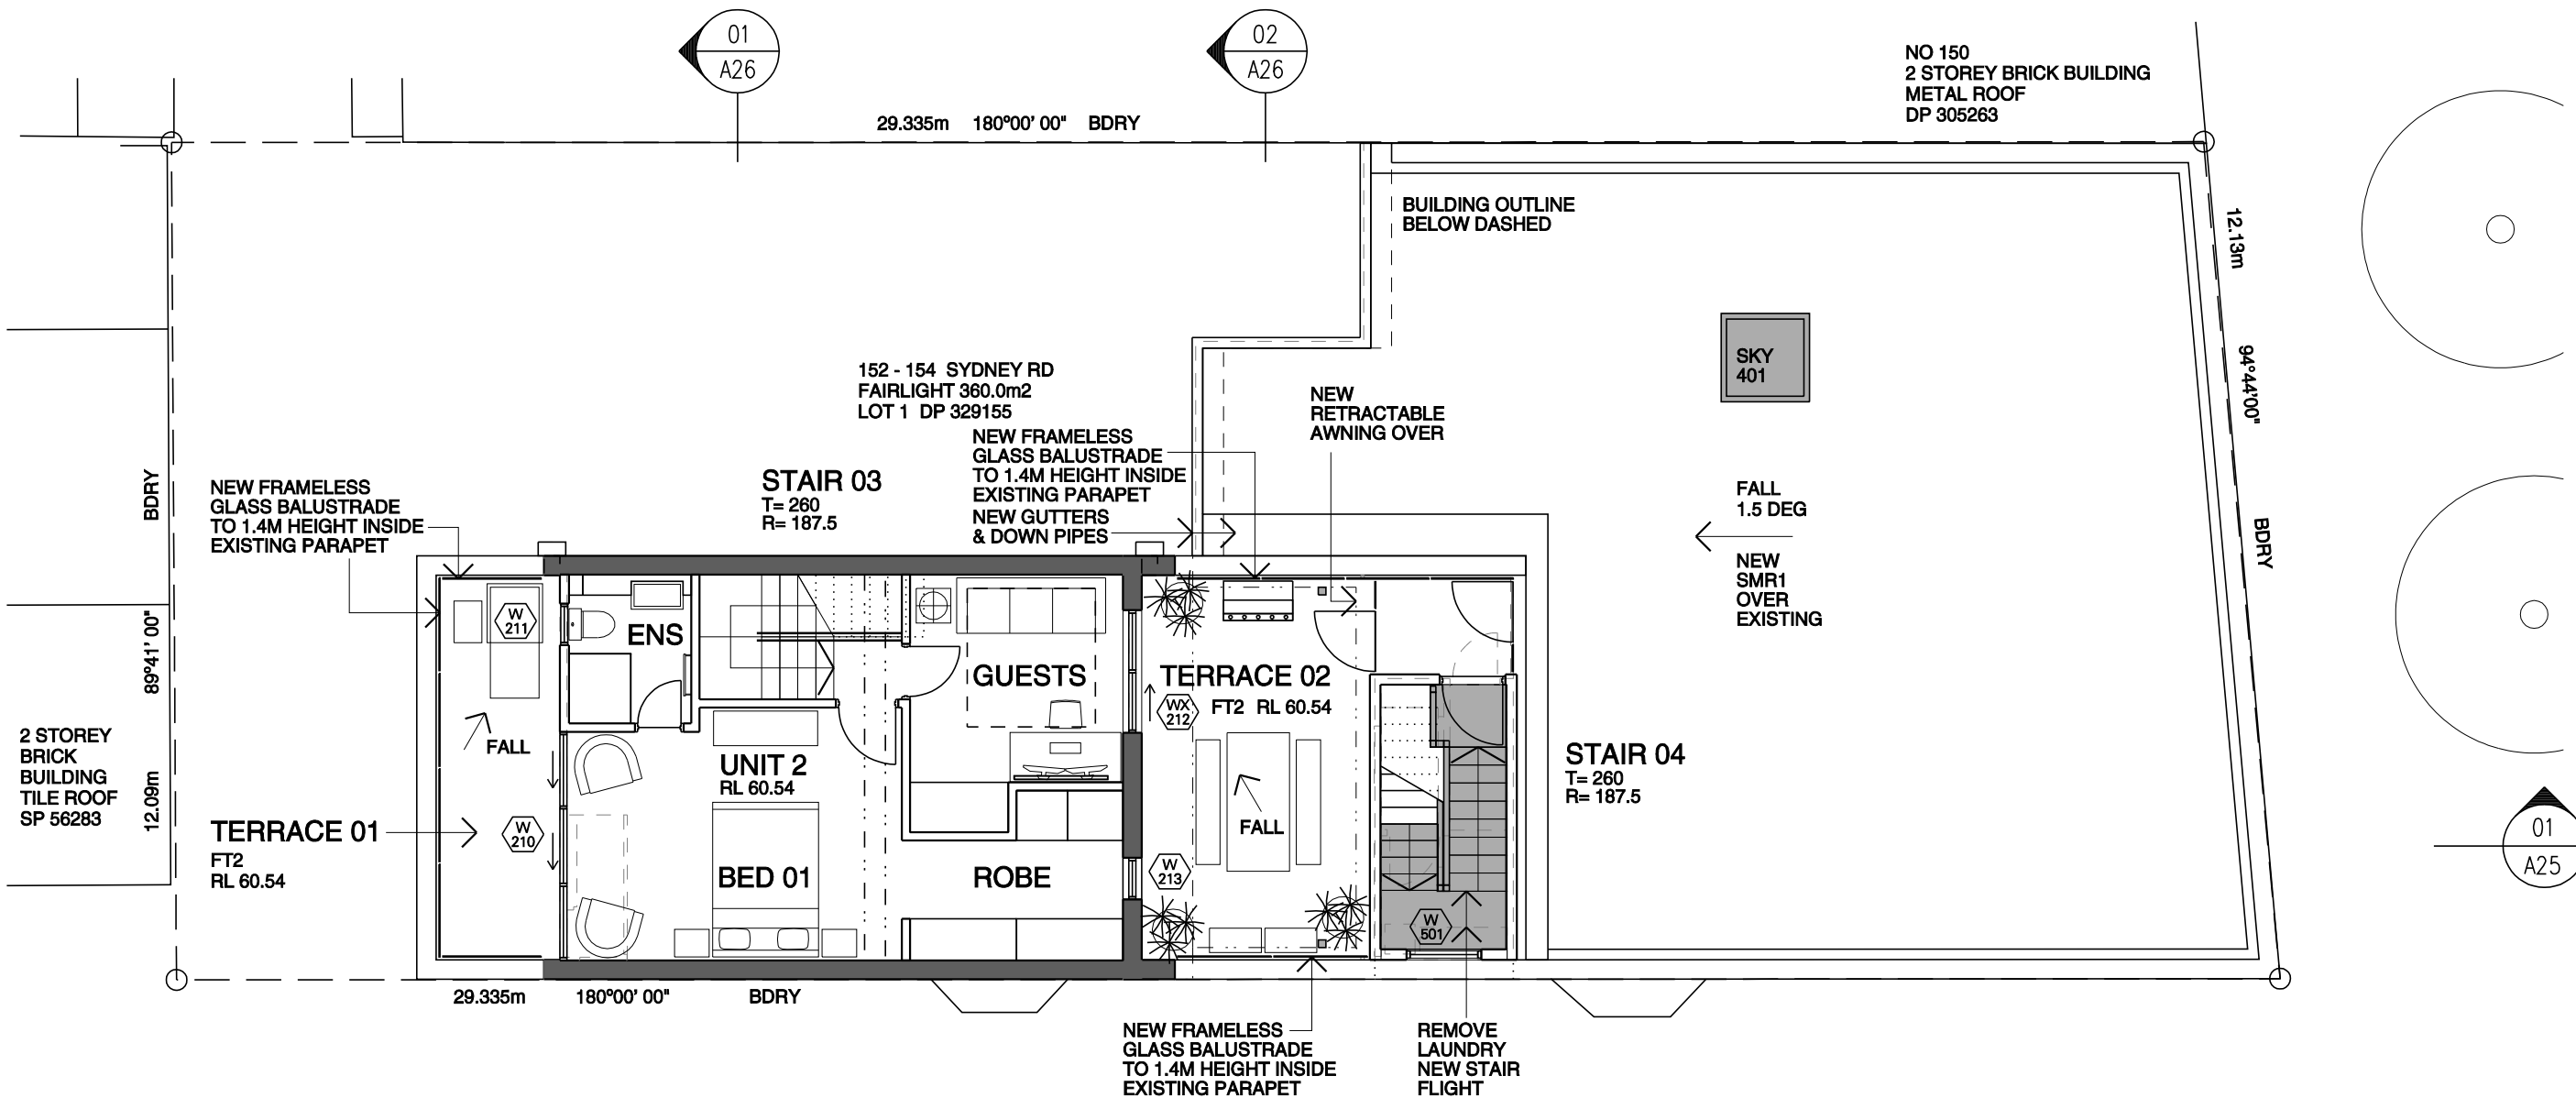 01
A26
02
A26
NO 150
2 STOREY BRICK BUILDING
METAL ROOF
DP 305263
29.335m 180º00' 00" BDRY
BUILDING OUTLINE
BELOW DASHED
12.13m
94°44'00"
BDRY
SKY
401
152 - 154 SYDNEY RD
FAIRLIGHT 360.0m2
LOT 1 DP 329155
NEW
RETRACTABLE
AWNING OVER
NEW FRAMELESS
GLASS BALUSTRADE
TO 1.4M HEIGHT INSIDE
EXISTING PARAPET
NEW GUTTERS
& DOWN PIPES
STAIR 03
T= 260
R= 187.5
NEW FRAMELESS
GLASS BALUSTRADE
TO 1.4M HEIGHT INSIDE
EXISTING PARAPET
BDRY
89º41' 00"
12.09m
FALL
1.5 DEG
NEW
SMR1
OVER
EXISTING
W
211
ENS
GUESTS
TERRACE 02
FT2 RL 60.54
WX
212
FALL
UNIT 2
RL 60.54
2 STOREY
BRICK
BUILDING
TILE ROOF
SP 56283
TERRACE 01
FT2
RL 60.54
W
210
BED 01
ROBE
W
213
FALL
STAIR 04
T= 260
R= 187.5
W
501
01
A25
29.335m 180º00' 00" BDRY
NEW FRAMELESS
GLASS BALUSTRADE
TO 1.4M HEIGHT INSIDE
EXISTING PARAPET
REMOVE
LAUNDRY
NEW STAIR
FLIGHT